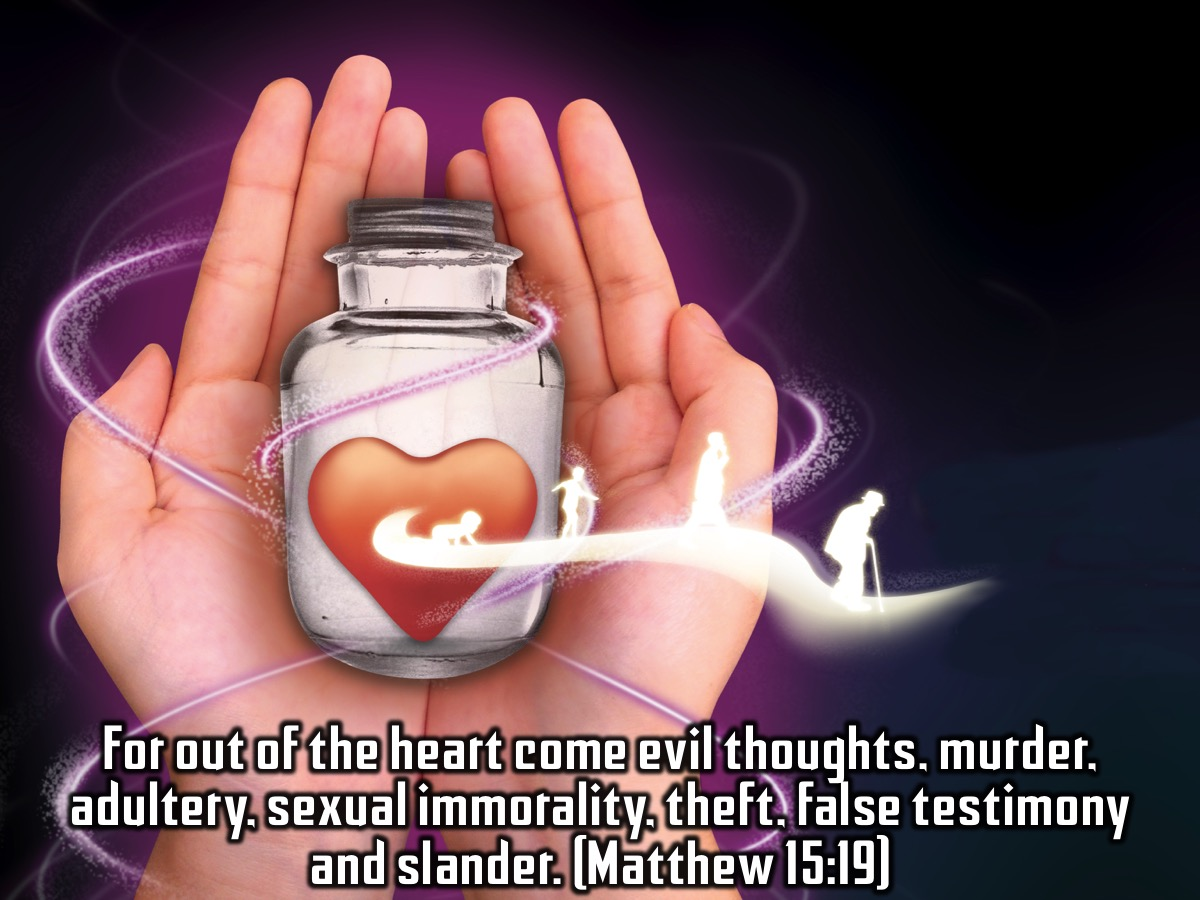 For out of the heart come evil thoughts, murder,
adultery, sexual immorality, theft, false testimony
and slander. (Matthew 15:19)